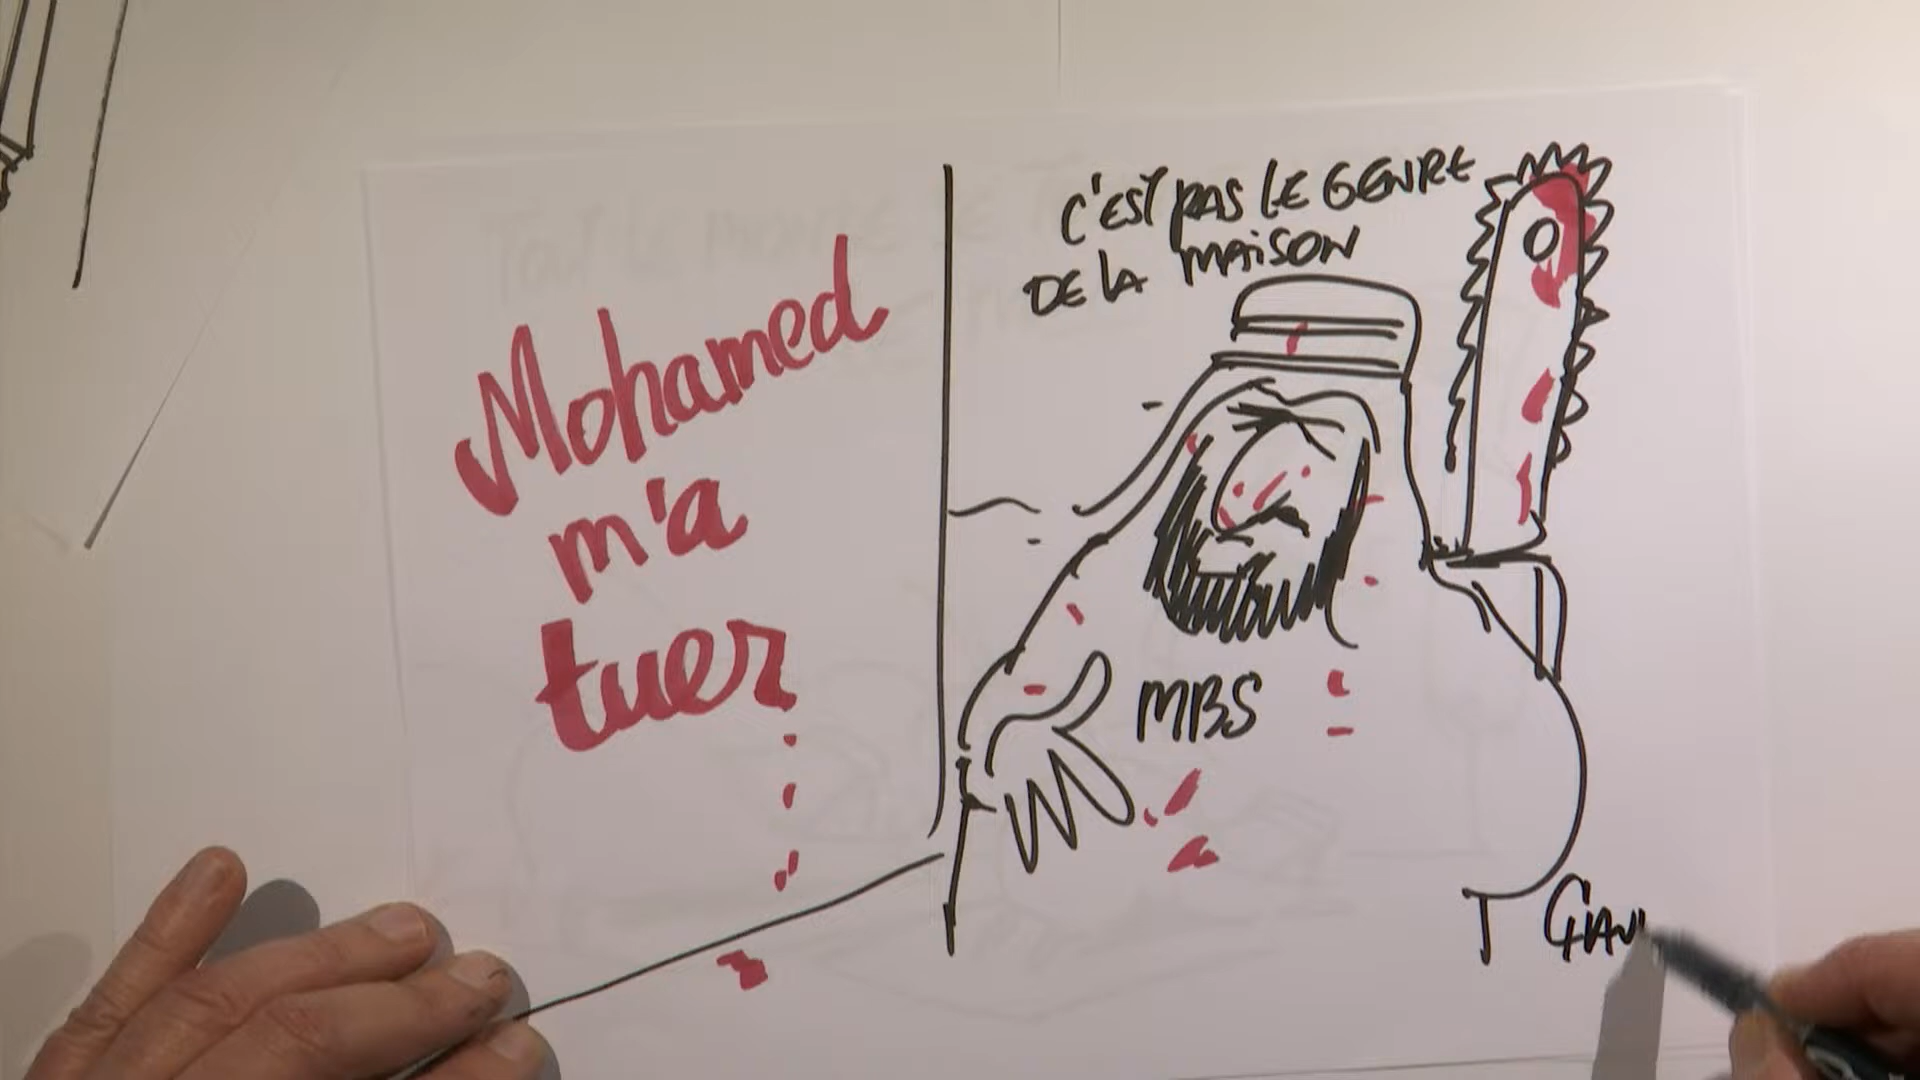 Mohamed
m'a
tuer
C'EST PAS LE GENRE
DE LA MAISON
MBS